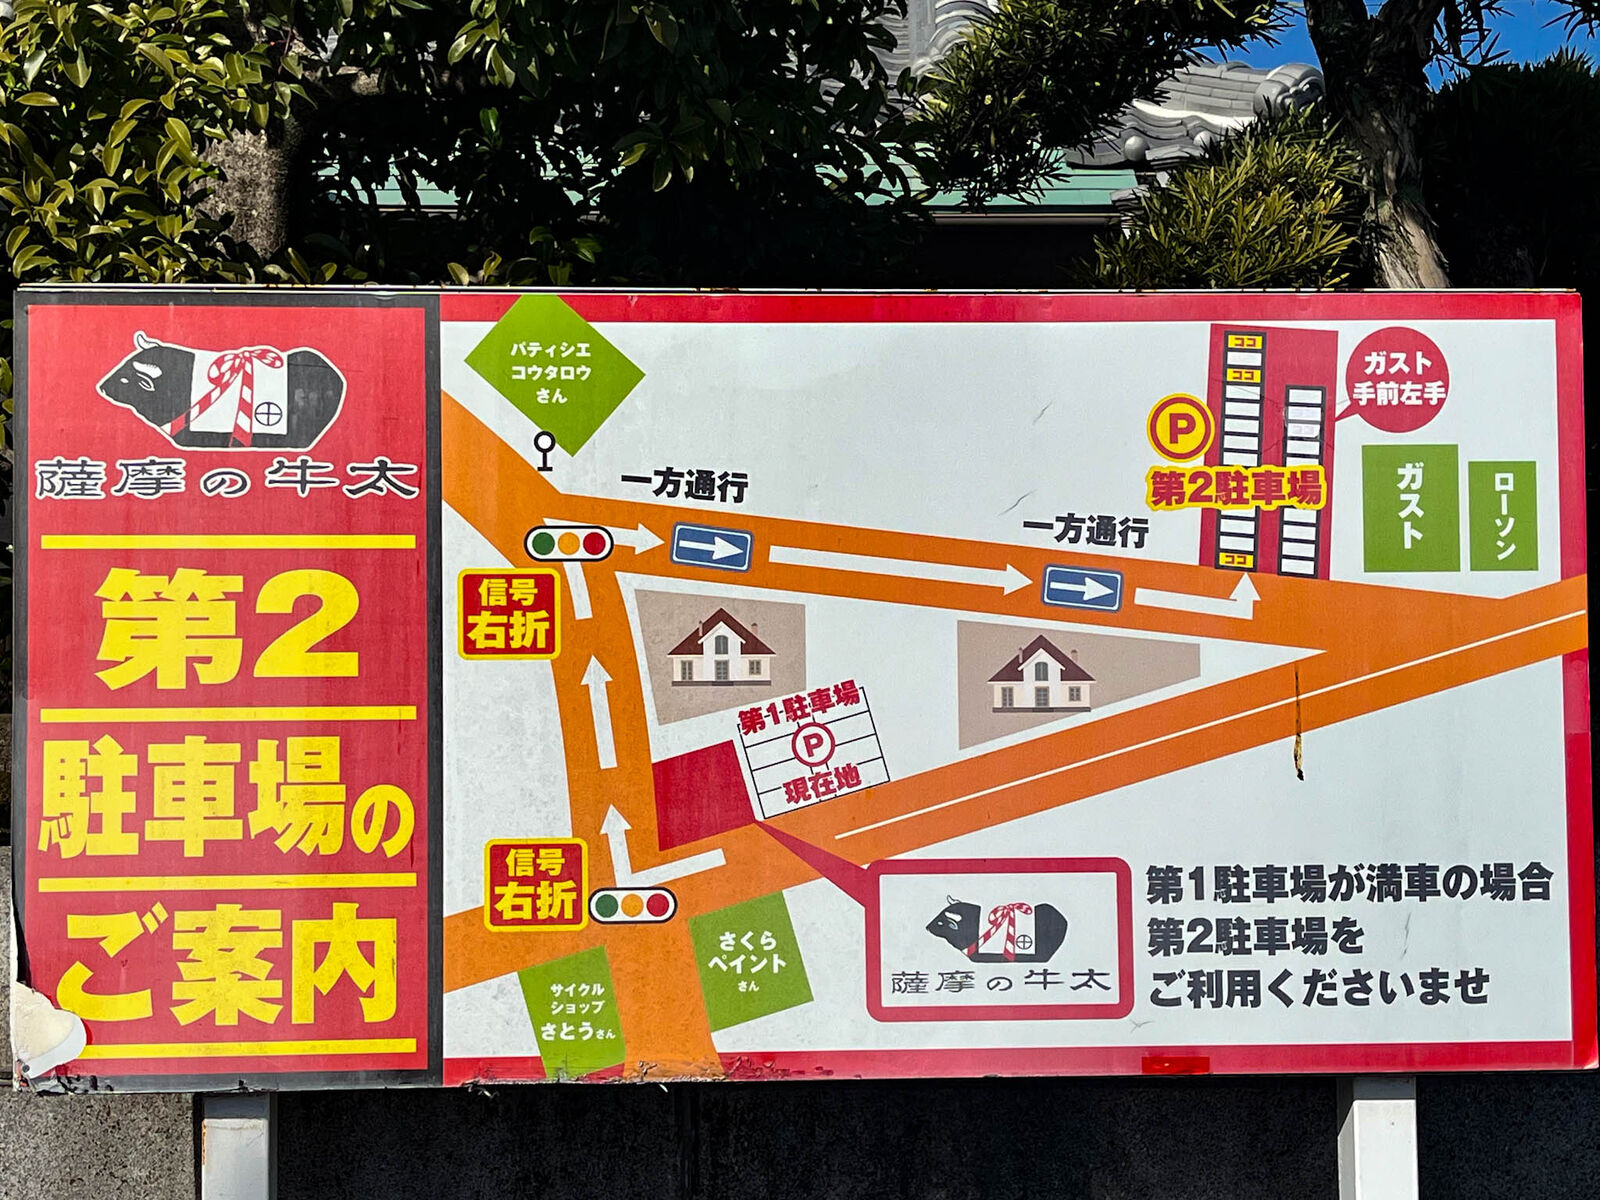 薩摩の牛太
第2
駐車場の
ご案内
パティシエ
コウタロウ
さん
一方通行
一方通行
信号
右折
ココ
ココ
ココ
ココ
P
第2駐車場
ガスト
手前左手
ガスト
ローソン
第1駐車場
P
現在地
信号
右折
サイクル
ショップ
さとうさん
さくら
ペイント
さん
薩摩の牛太
第1駐車場が満車の場合
第2駐車場を
ご利用くださいませ